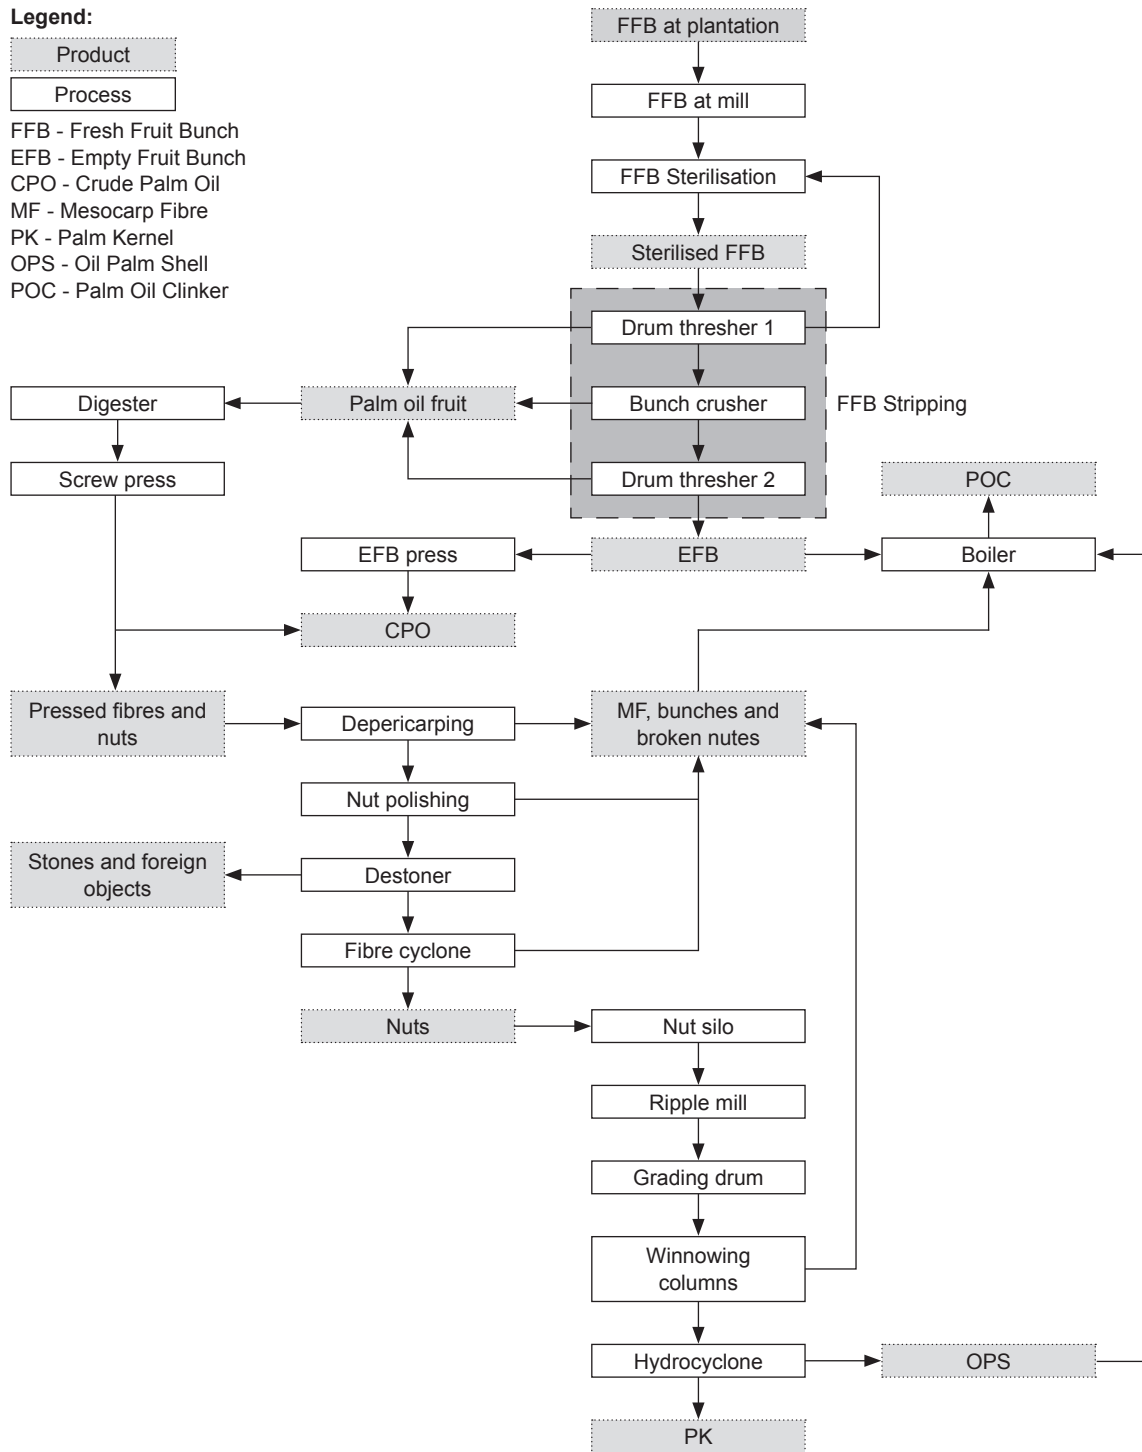 Legend:
Product
Process
FFB - Fresh Fruit Bunch
EFB - Empty Fruit Bunch
CPO - Crude Palm Oil
MF - Mesocarp Fibre
PK - Palm Kernel
OPS - Oil Palm Shell
POC - Palm Oil Clinker
FFB at plantation
FFB at mill
FFB Sterilisation
Sterilised FFB
Drum thresher 1
Digester
Palm oil fruit
Bunch crusher
FFB Stripping
Screw press
Drum thresher 2
POC
EFB press
EFB
Boiler
CPO
Pressed fibres and
nuts
Depericarping
MF, bunches and
broken nutes
Nut polishing
Stones and foreign
objects
Destoner
Fibre cyclone
Nuts
Nut silo
Ripple mill
Grading drum
Winnowing
columns
Hydrocyclone
OPS
PK